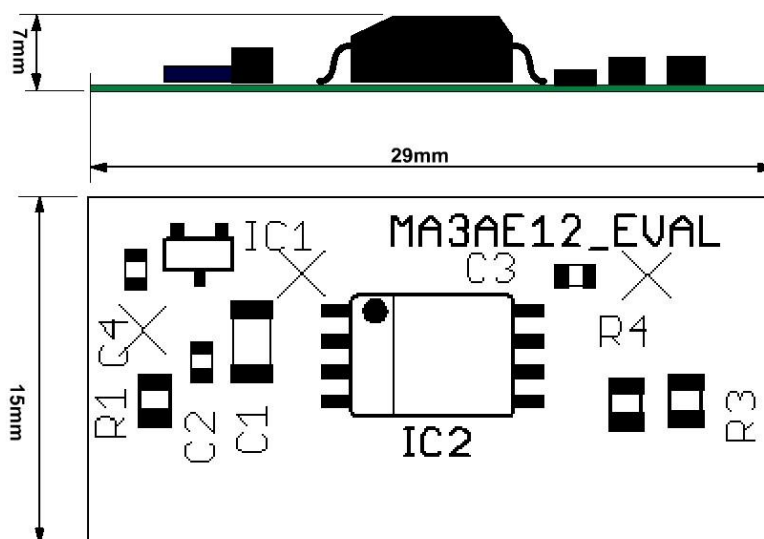 7mm
29mm
MA3AE12_EVAL
IC1
C3
C4
R4
15mm
R1
C2
C1
IC2
R3